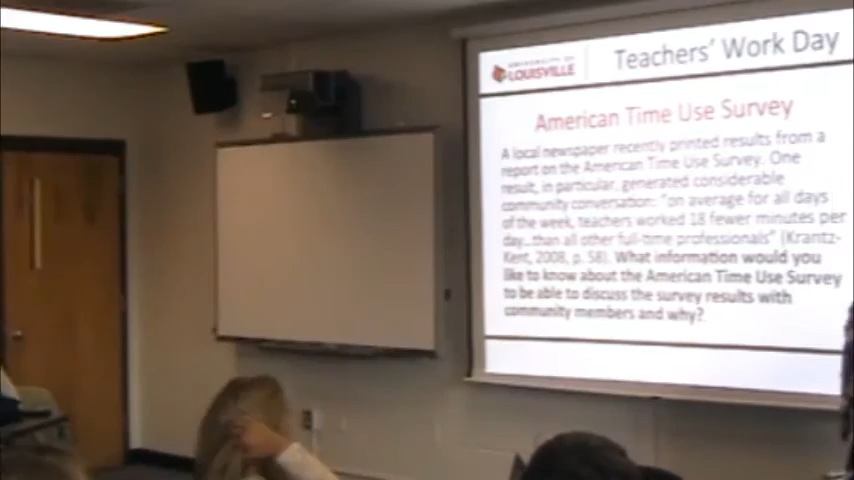 UNIVERSITY OF
LOUISVILLE
Teachers' Work Day
American Time Use Survey
A local newspaper recently printed results from a
report on the American Time Use Survey. One
result, in particular, generated considerable
community conversation: "on average for all days
of the week, teachers worked 18 fewer minutes per
day...than all other full-time professionals" (Krantz-
Kent, 2008, p. 58). What information would you
like to know about the American Time Use Survey
to be able to discuss the survey results with
community members and why?